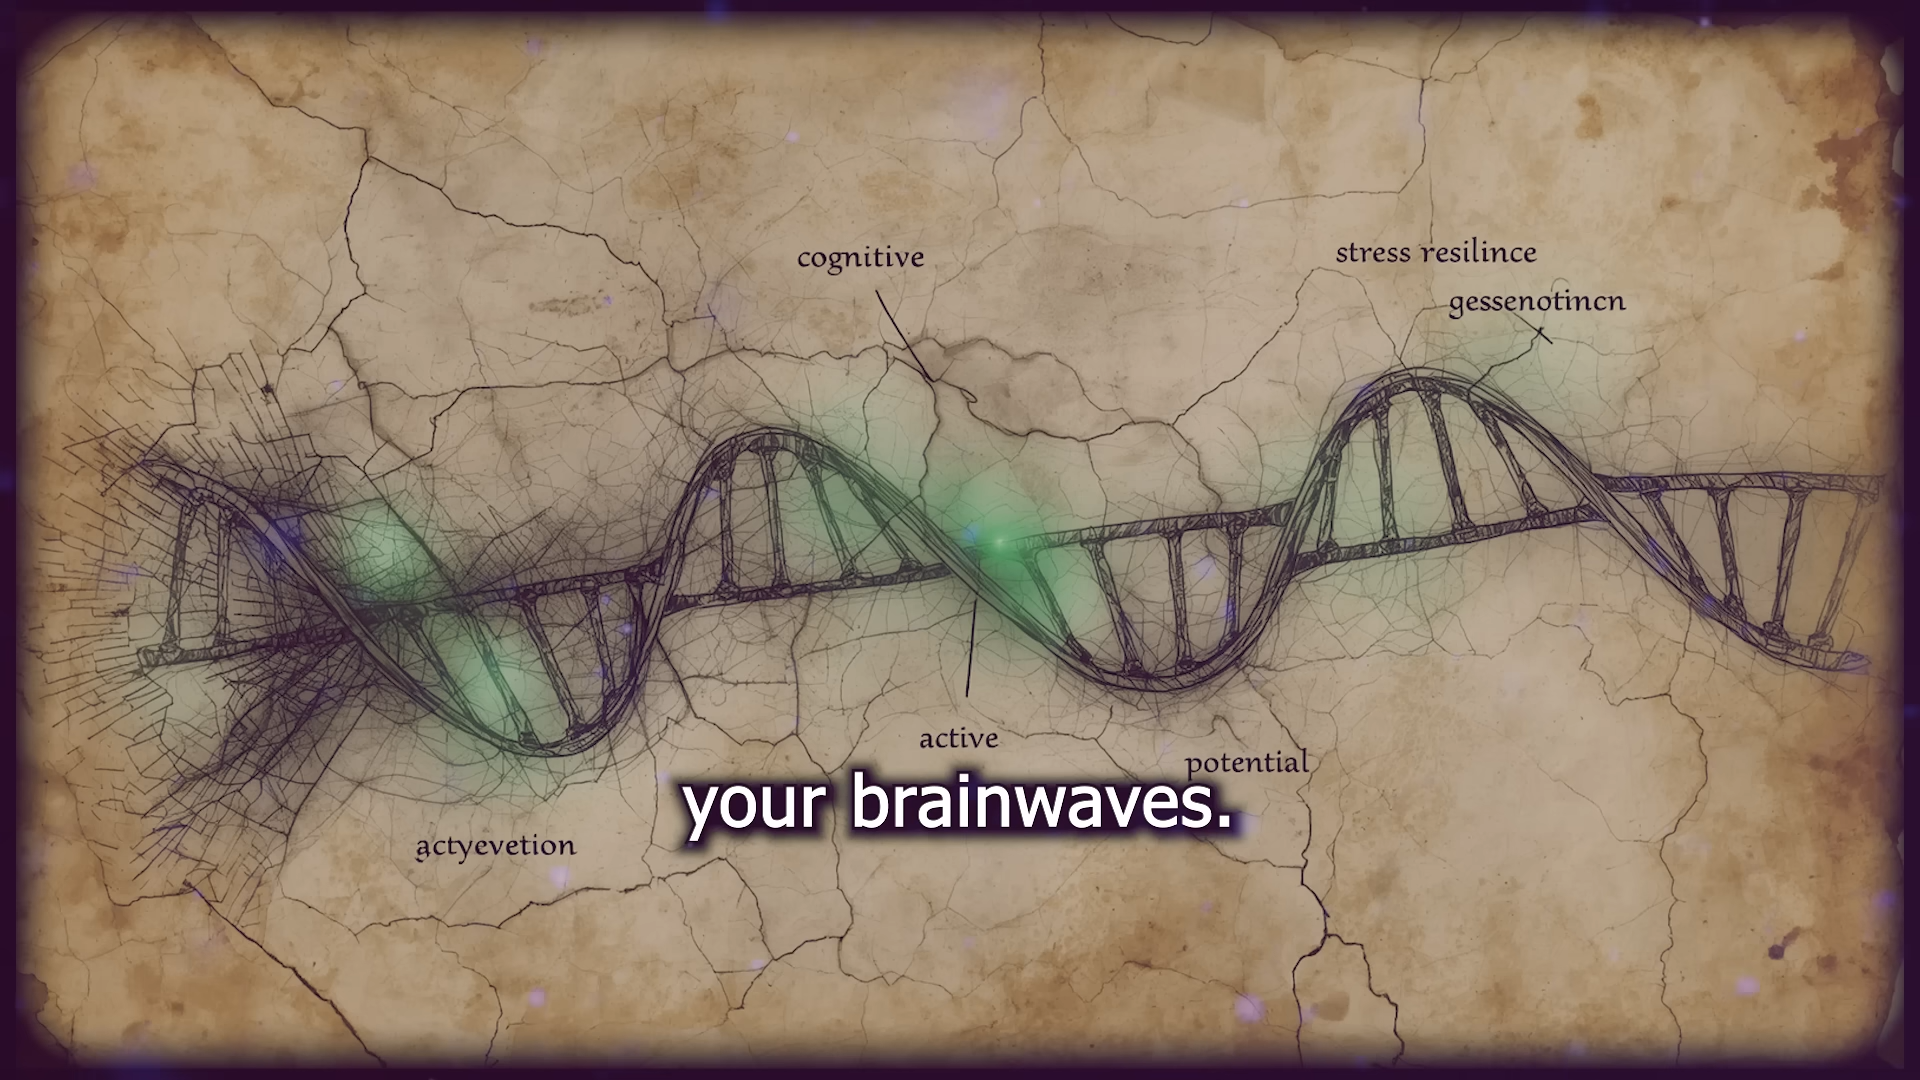 cognitive
stress resilince
gessenotincn
active
potential
your brainwaves.
actyevetion